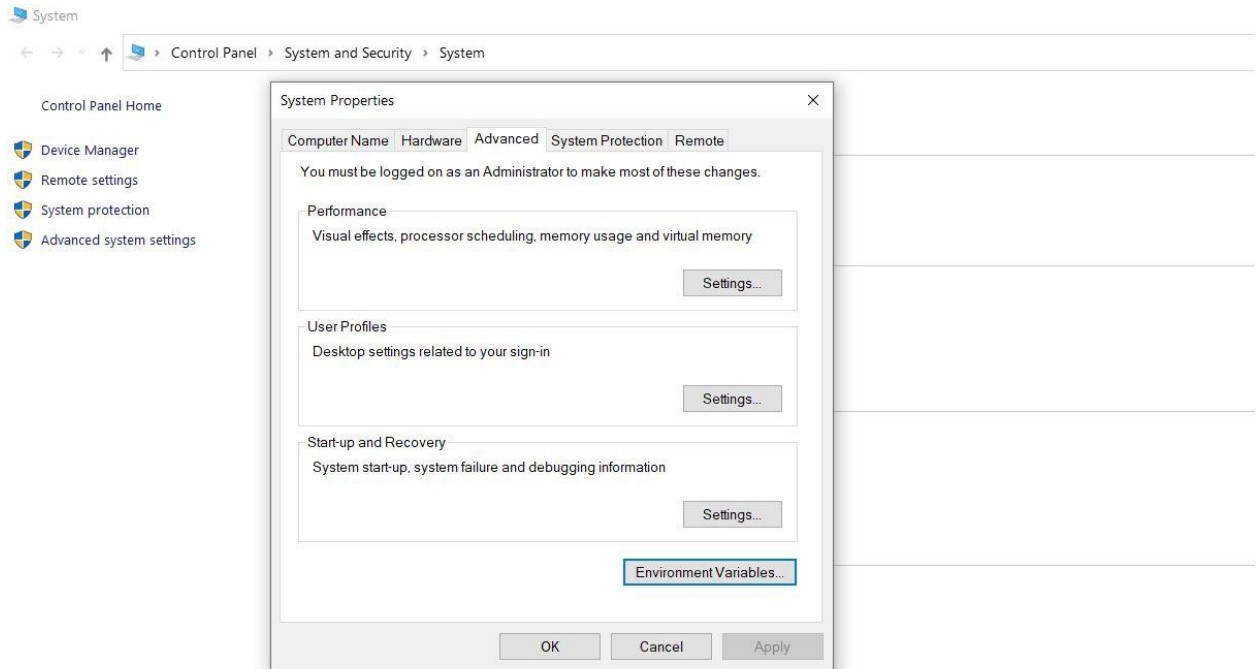 System
Control Panel › System and Security › System
Control Panel Home
Device Manager
Remote settings
System protection
Advanced system settings
System Properties
Computer Name Hardware Advanced System Protection Remote
You must be logged on as an Administrator to make most of these changes.
Performance
Visual effects, processor scheduling, memory usage and virtual memory
Settings...
User Profiles
Desktop settings related to your sign-in
Settings...
Start-up and Recovery
System start-up, system failure and debugging information
Settings...
Environment Variables...
OK Cancel Apply